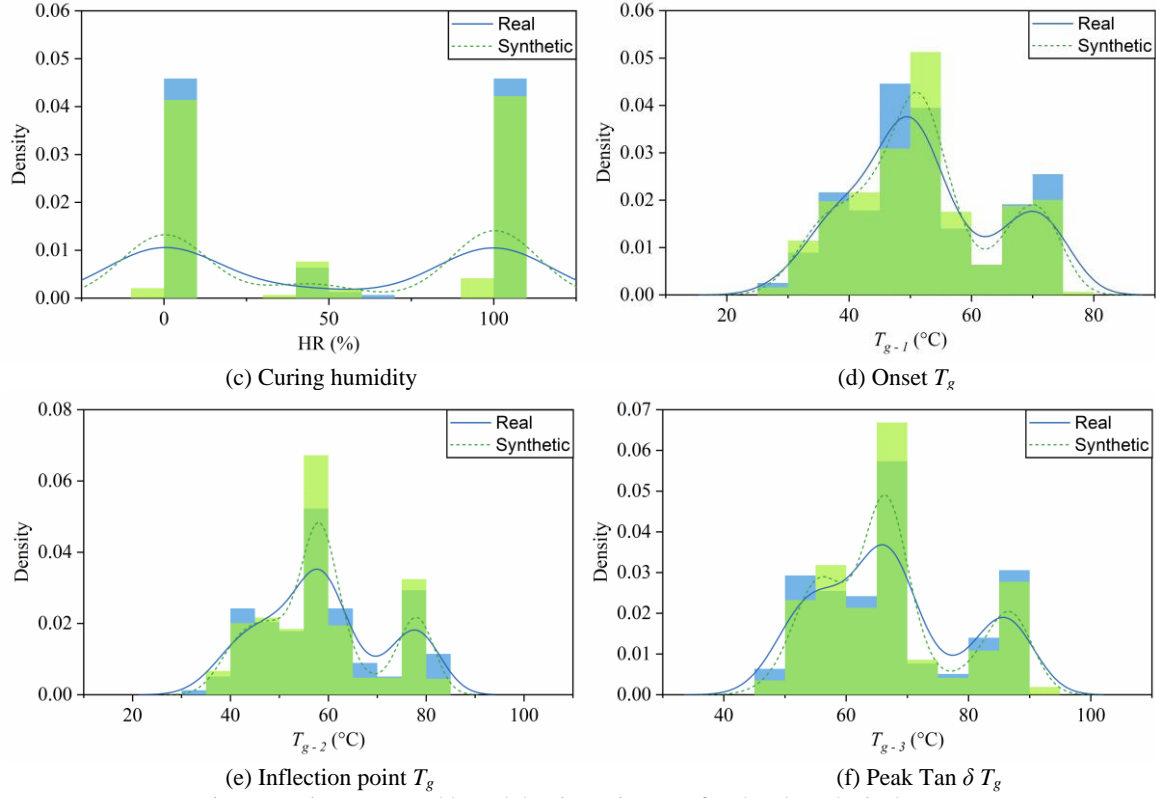 0.06
0.05
0.04
0.03
0.02
0.01
0.00
Density
0
50
100
HR (%)
Real
Synthetic
(c) Curing humidity
0.06
0.05
0.04
0.03
0.02
0.01
0.00
Density
20
40
60
80
T g - 1 (°C)
Real
Synthetic
(d) Onset Tg
0.08
0.06
0.04
0.02
0.00
Density
20
40
60
80
100
T g - 2 (°C)
Real
Synthetic
(e) Inflection point Tg
0.07
0.06
0.05
0.04
0.03
0.02
0.01
0.00
Density
40
60
80
100
T g - 3 (°C)
Real
Synthetic
(f) Peak Tan δ Tg